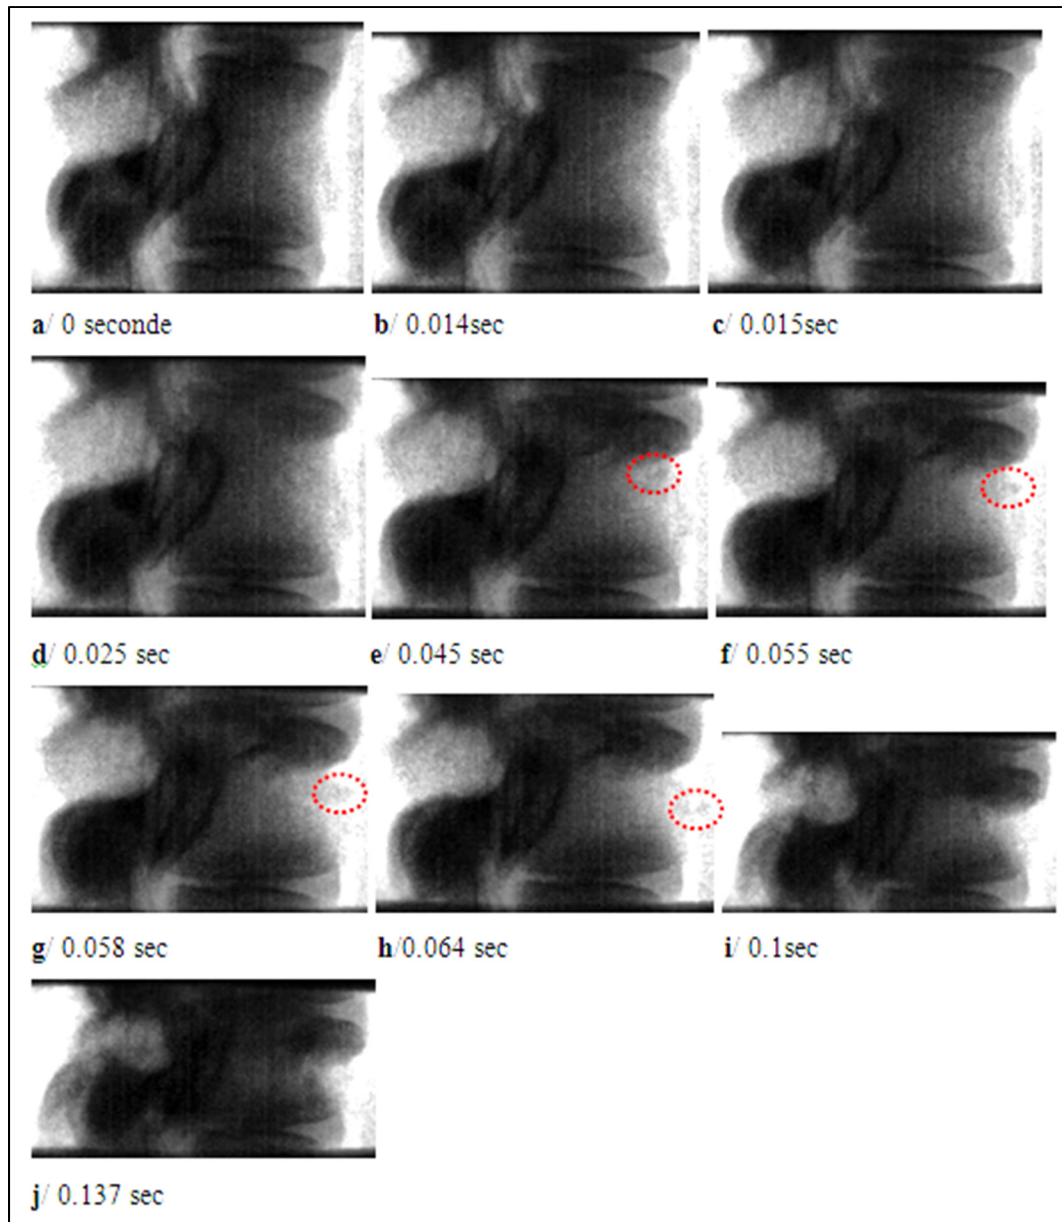 a/ 0 seconde
b/ 0.014sec
c/ 0.015sec
d/ 0.025 sec
e/ 0.045 sec
f/ 0.055 sec
g/ 0.058 sec
h/0.064 sec
i/ 0.1sec
j/ 0.137 sec